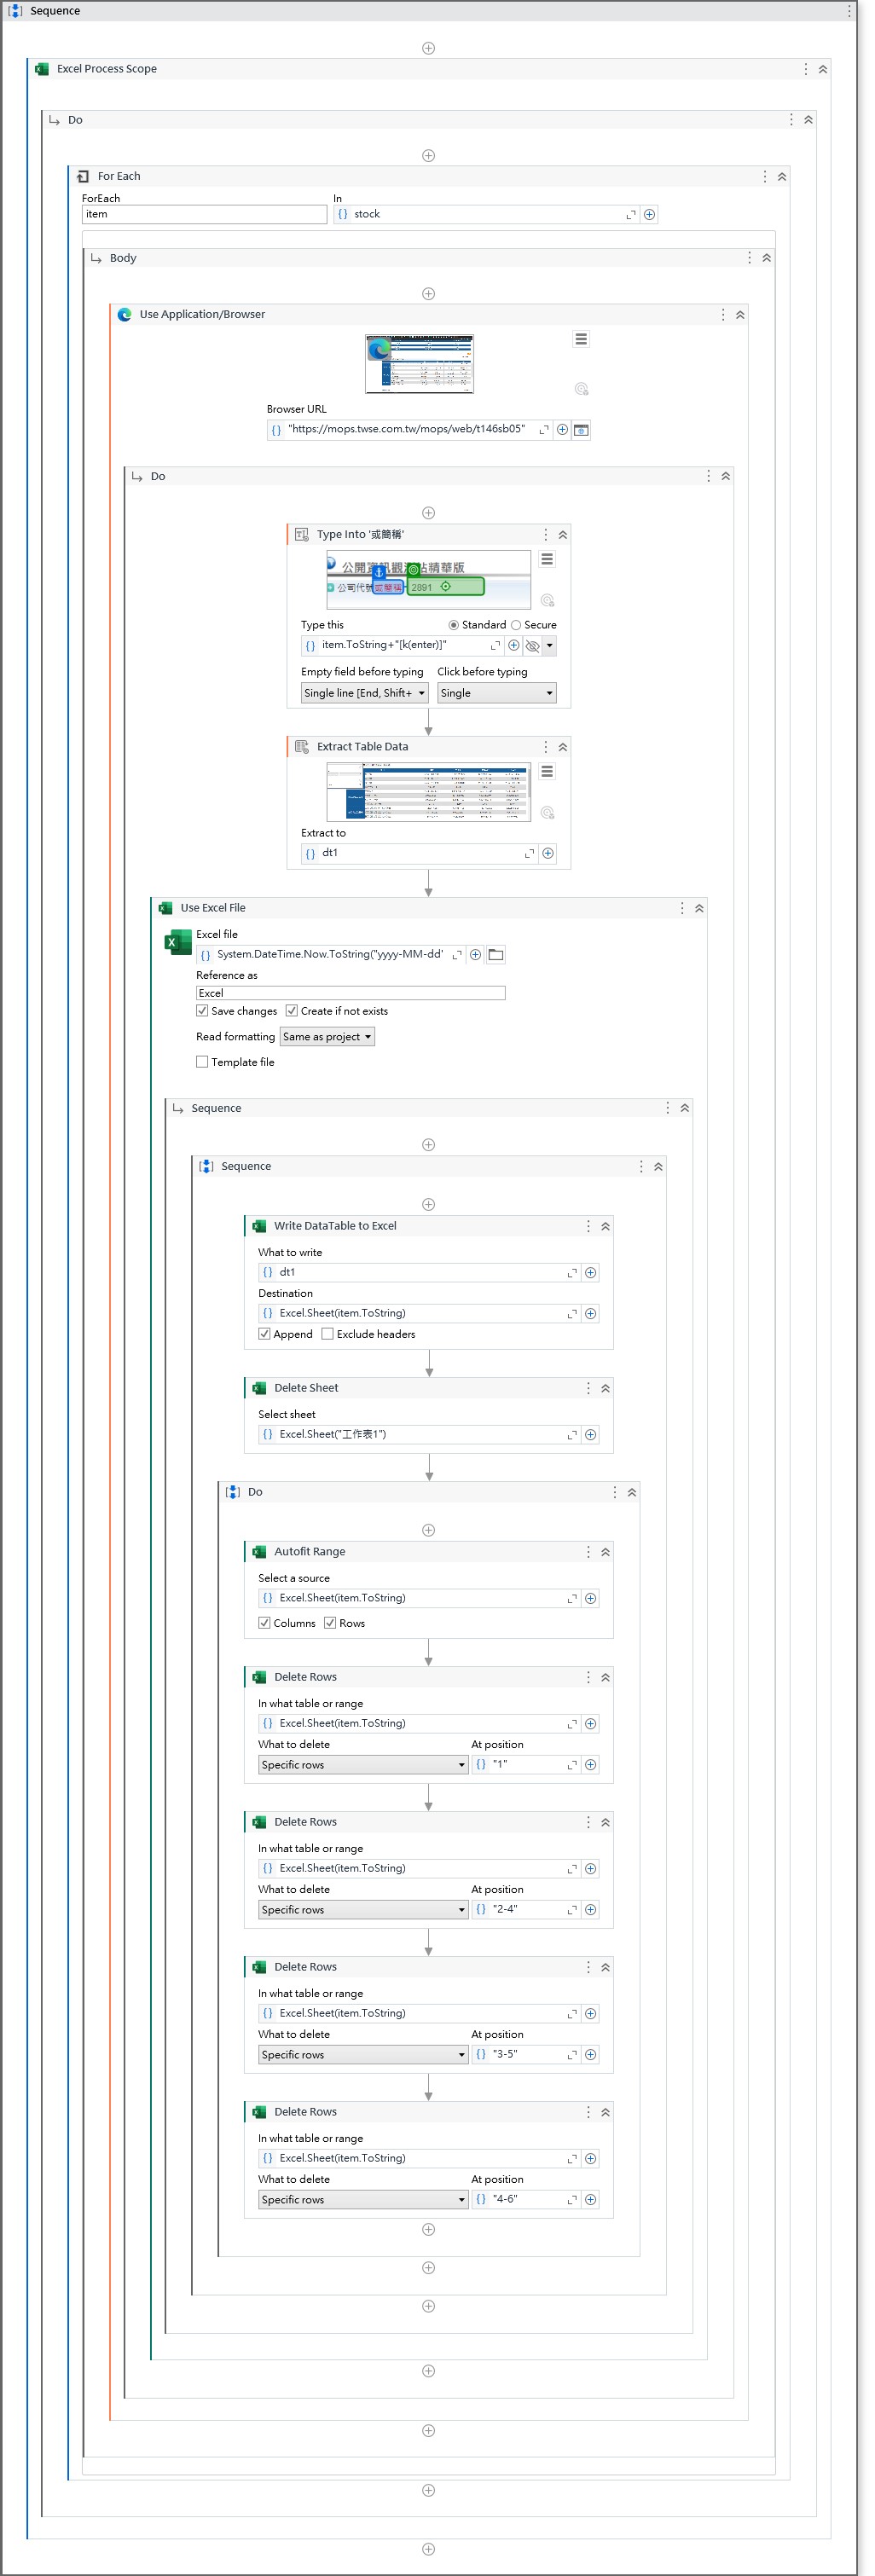 Sequence
Excel Process Scope
Do
For Each
ForEach In
item stock
Body
Use Application/Browser
Browser URL
"https://mops.twse.com.tw/mops/web/t146sb05"
Do
Type Into '或簡稱'
公開資訊觀測站精華版
公司代號或簡稱 2891
Type this Standard Secure
item.ToString+"[k(enter)]"
Empty field before typing Click before typing
Single line [End, Shift+ Single
Extract Table Data
Extract to
dt1
Use Excel File
Excel file
System.DateTime.Now.ToString("yyyy-MM-dd"
Reference as
Excel
Save changes Create if not exists
Read formatting Same as project
Template file
Sequence
Sequence
Write DataTable to Excel
What to write
dt1
Destination
Excel.Sheet(item.ToString)
Append Exclude headers
Delete Sheet
Select sheet
Excel.Sheet("工作表1")
Do
Autofit Range
Select a source
Excel.Sheet(item.ToString)
Columns Rows
Delete Rows
In what table or range
Excel.Sheet(item.ToString)
What to delete At position
Specific rows "1"
Delete Rows
In what table or range
Excel.Sheet(item.ToString)
What to delete At position
Specific rows "2-4"
Delete Rows
In what table or range
Excel.Sheet(item.ToString)
What to delete At position
Specific rows "3-5"
Delete Rows
In what table or range
Excel.Sheet(item.ToString)
What to delete At position
Specific rows "4-6"